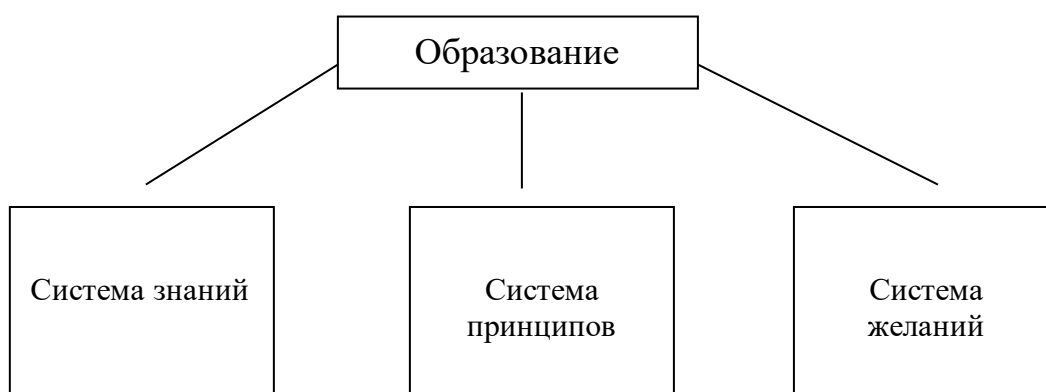 Образование
Система знаний
Система
принципов
Система
желаний